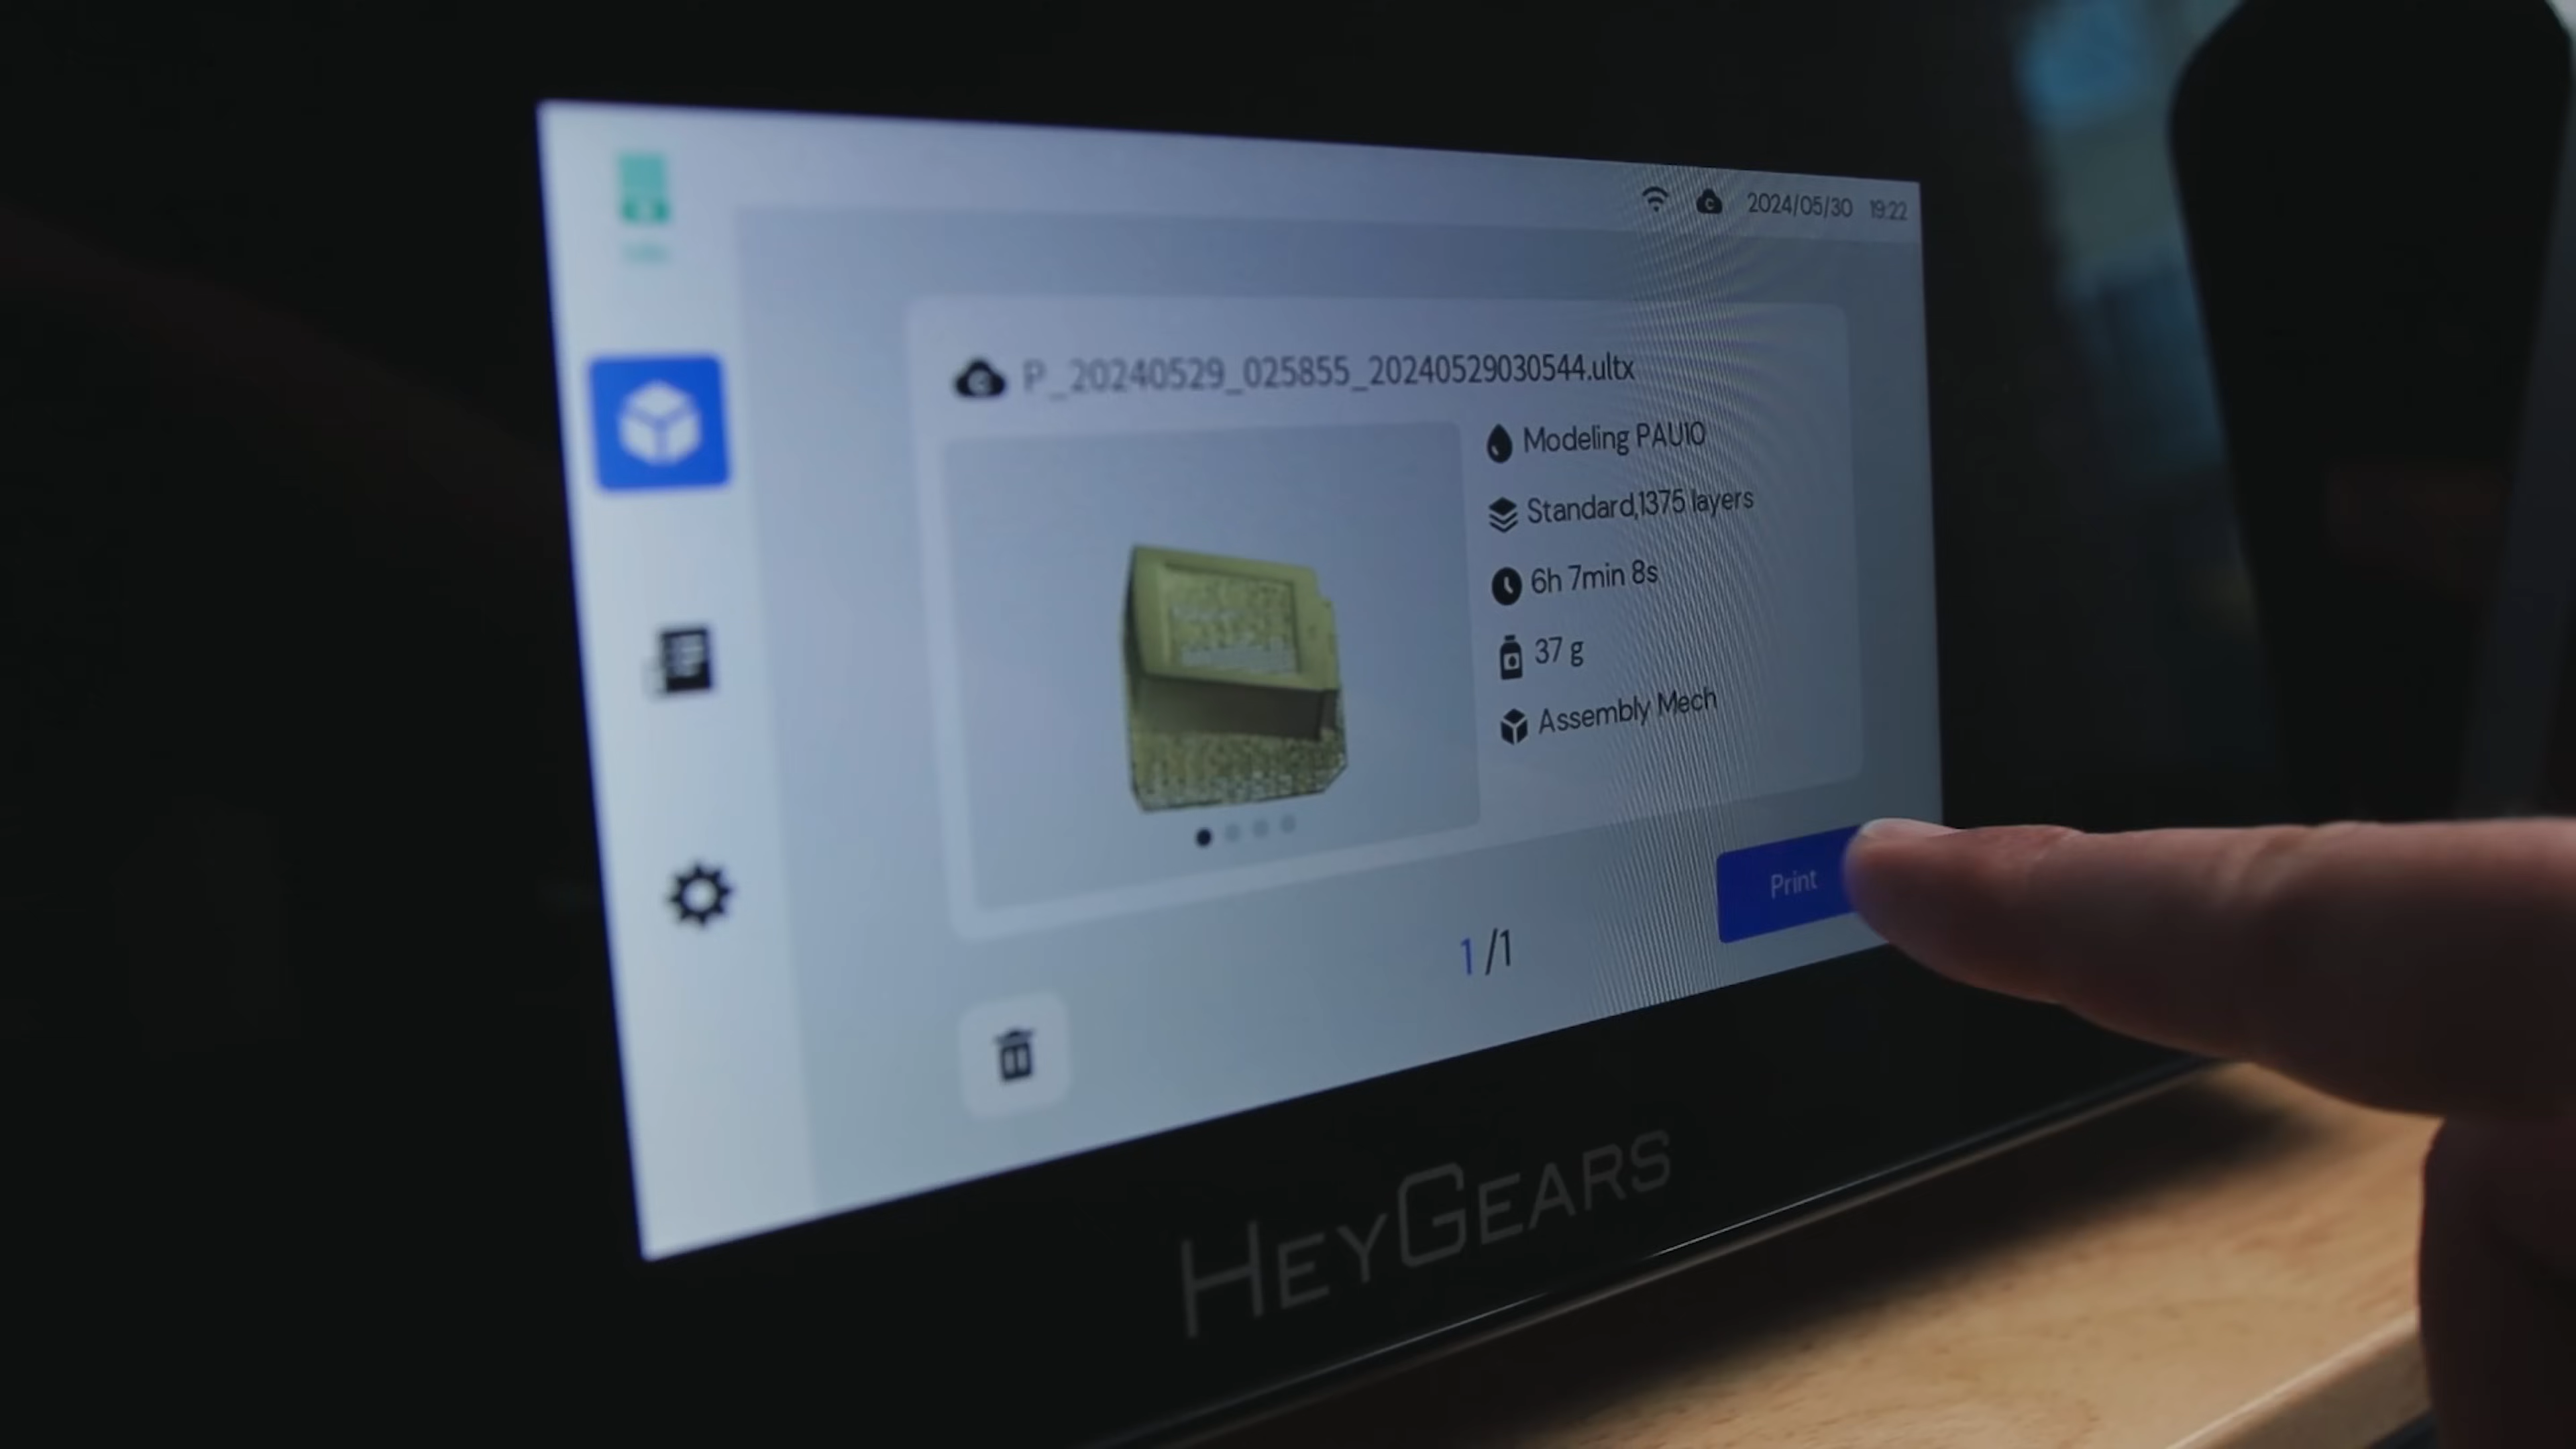 2024/05/30 19:22
P_20240529_025855_20240529030544.ultx
Modeling PAU10
Standard,1375 layers
6h 7min 8s
37 g
Assembly Mech
Print
1/1
HEYGEARS